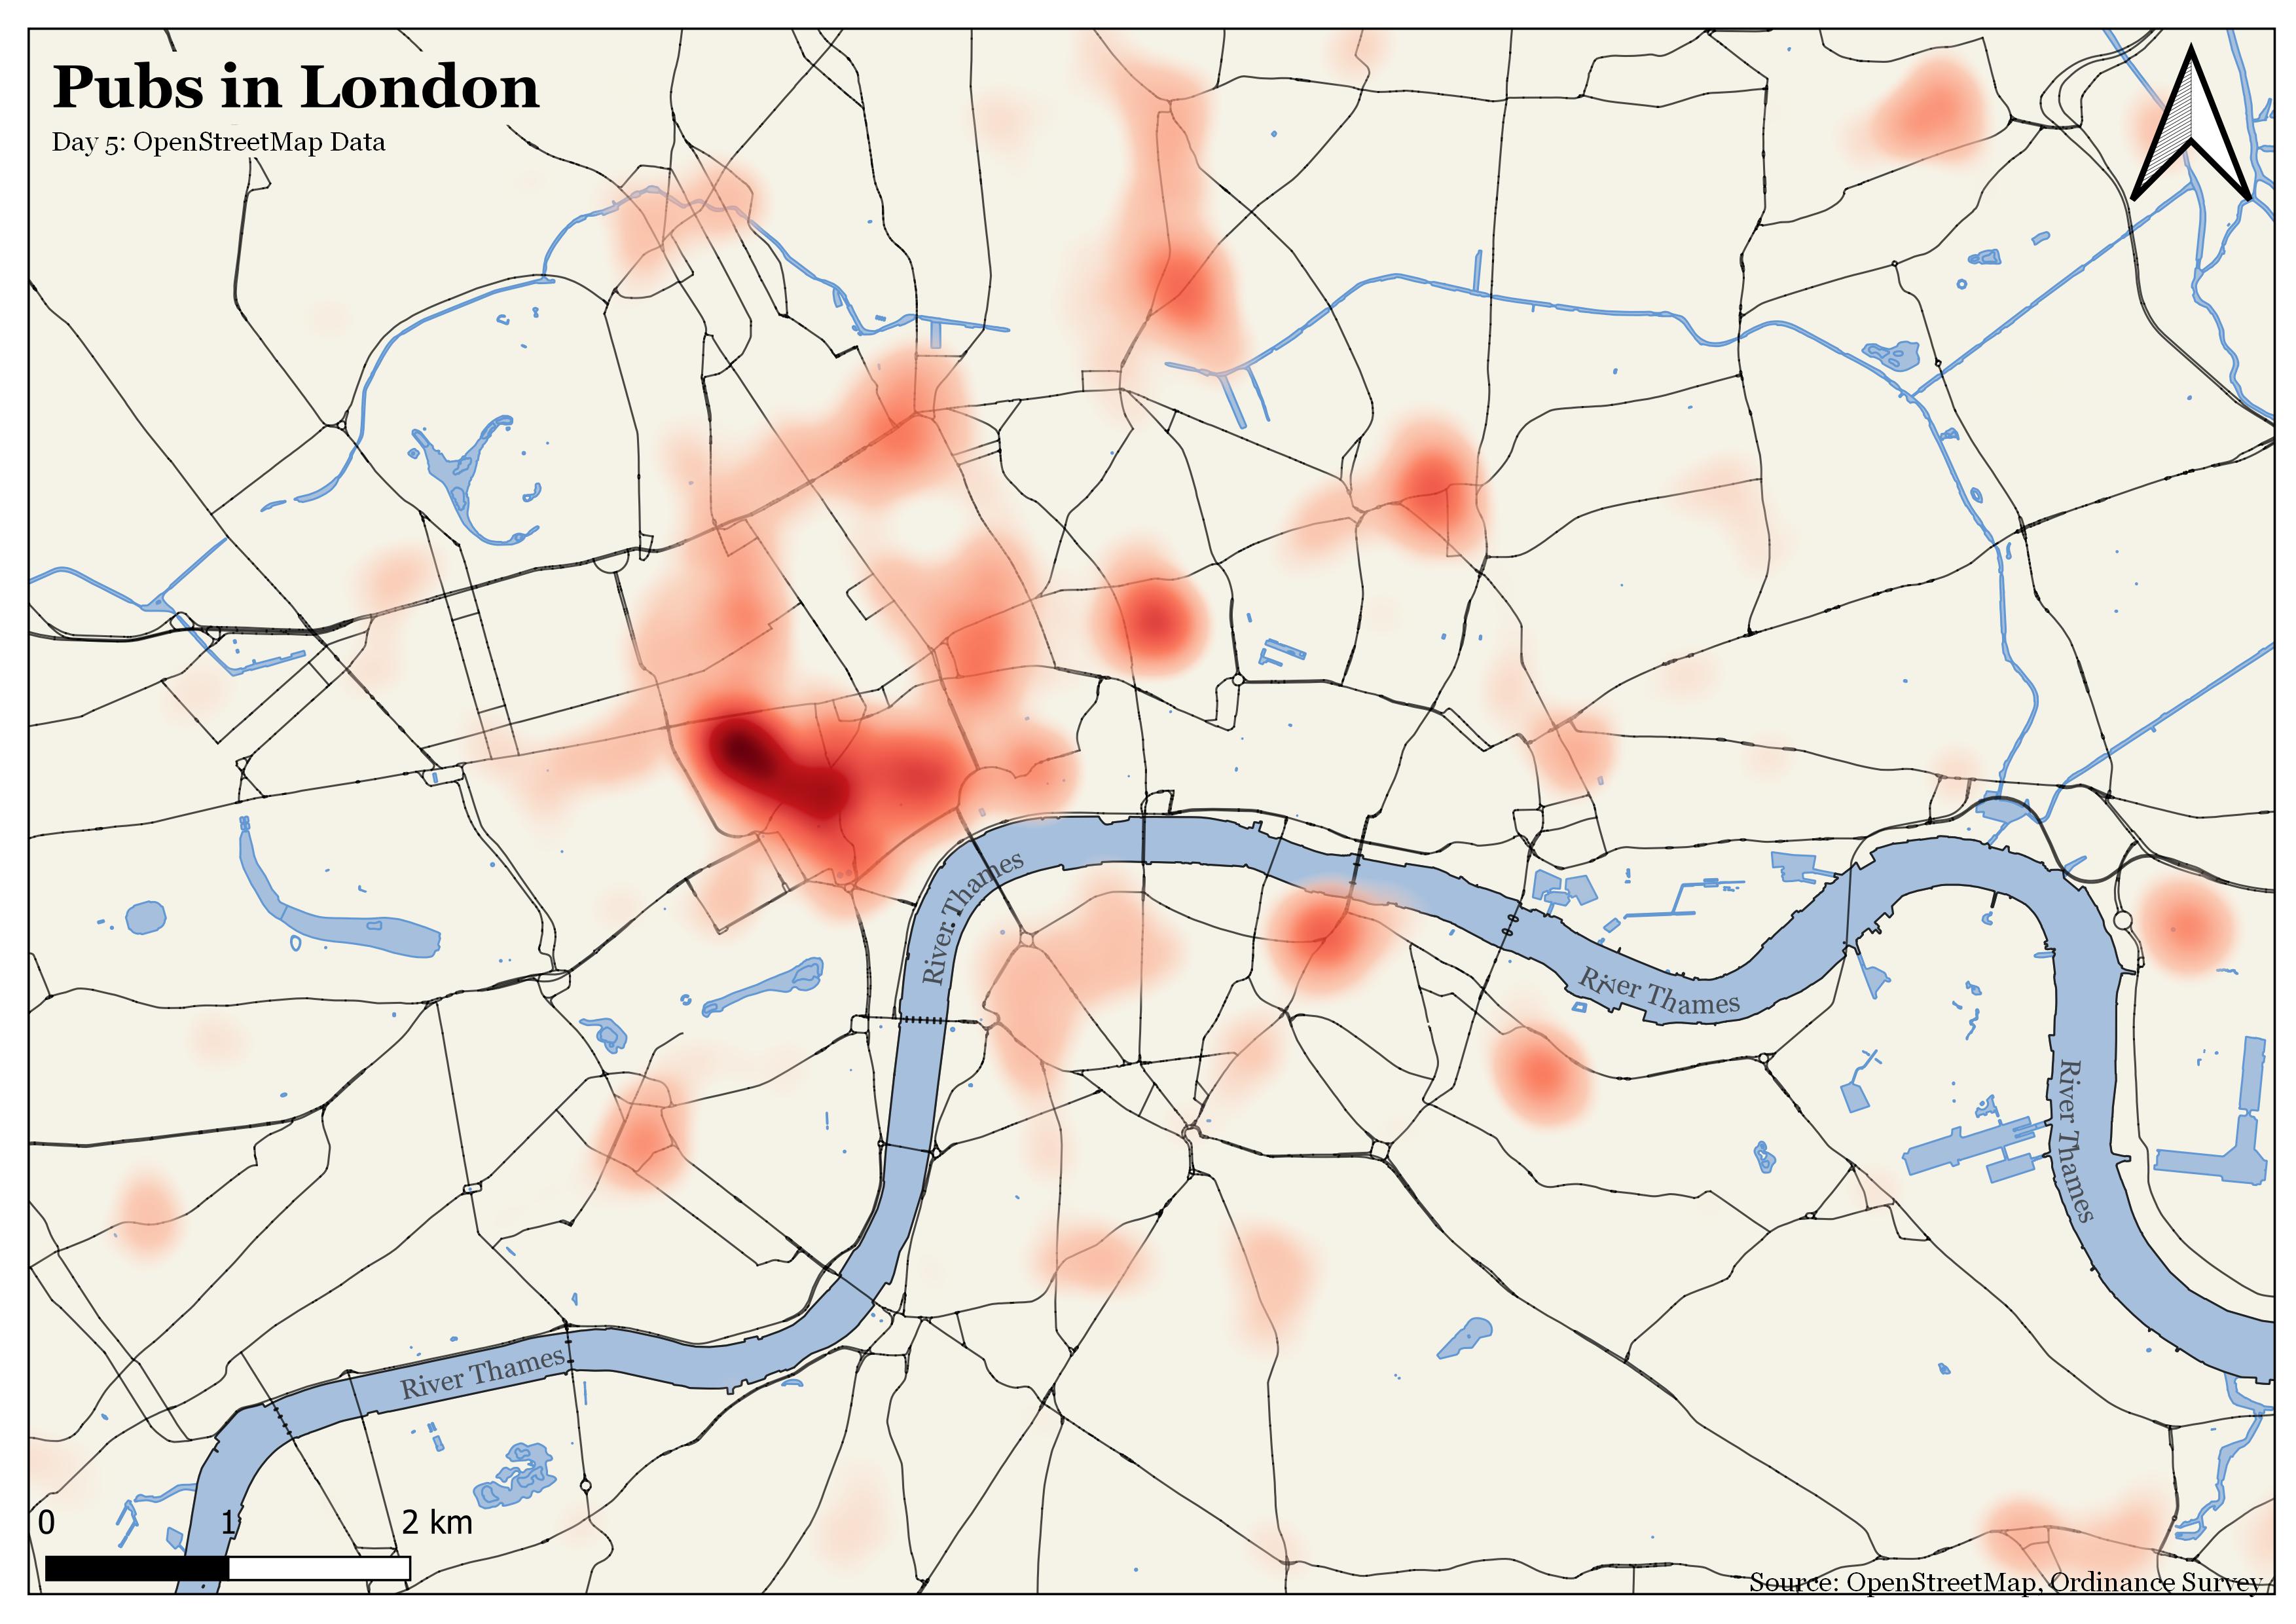 Pubs in London
Day 5: OpenStreetMap Data
River Thames
River Thames
River Thames
River Thames
0 1 2 km
Source: OpenStreetMap, Ordinance Survey